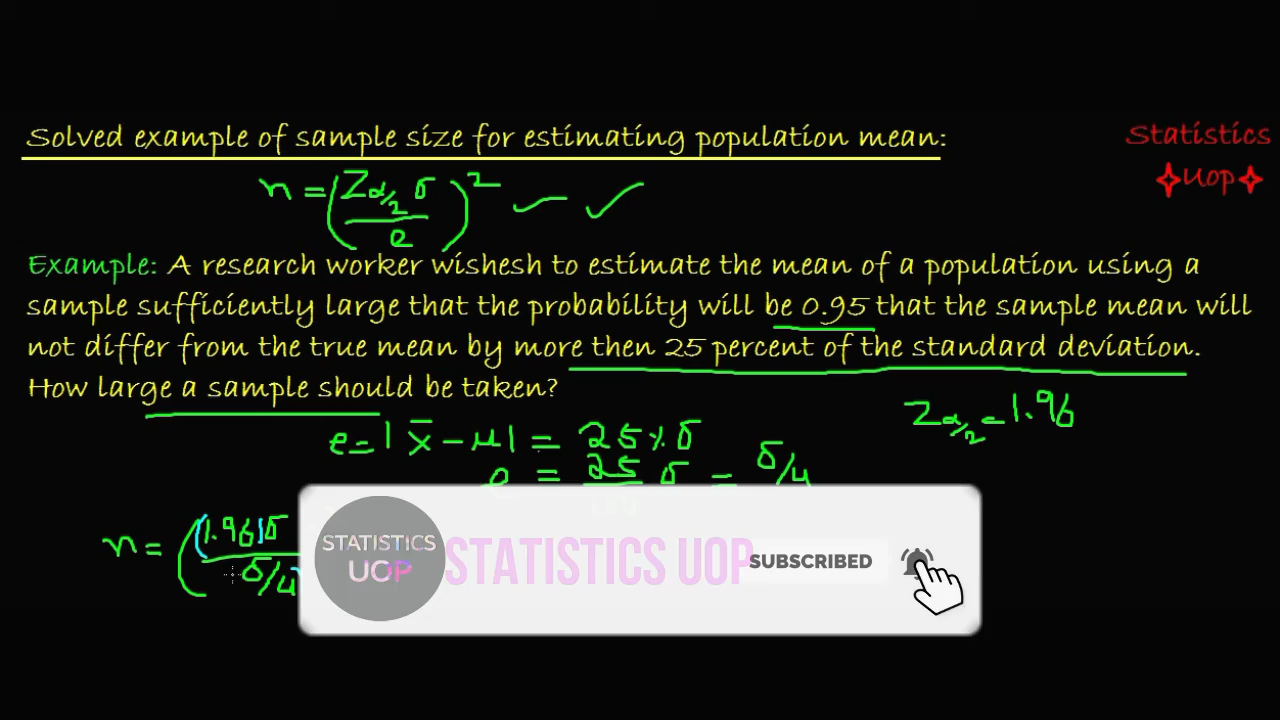 Solved example of sample size for estimating population mean:
Statistics
Uop
n = (Zα/2 σ / e)²
Example: A research worker wishesh to estimate the mean of a population using a
sample sufficiently large that the probability will be 0.95 that the sample mean will
not differ from the true mean by more then 25 percent of the standard deviation.
How large a sample should be taken?
Zα/2 = 1.96
e = |x̄ - μ| = 25% σ
e = 25 σ = σ/4
n = (1.96)σ
σ/4
STATISTICS
UOP
STATISTICS UOP
SUBSCRIBED